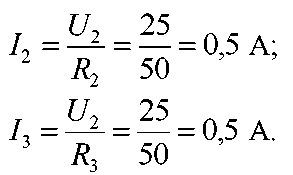 I₂ = U₂/R₂ = 25/50 = 0,5 А;
I₃ = U₂/R₃ = 25/50 = 0,5 А.